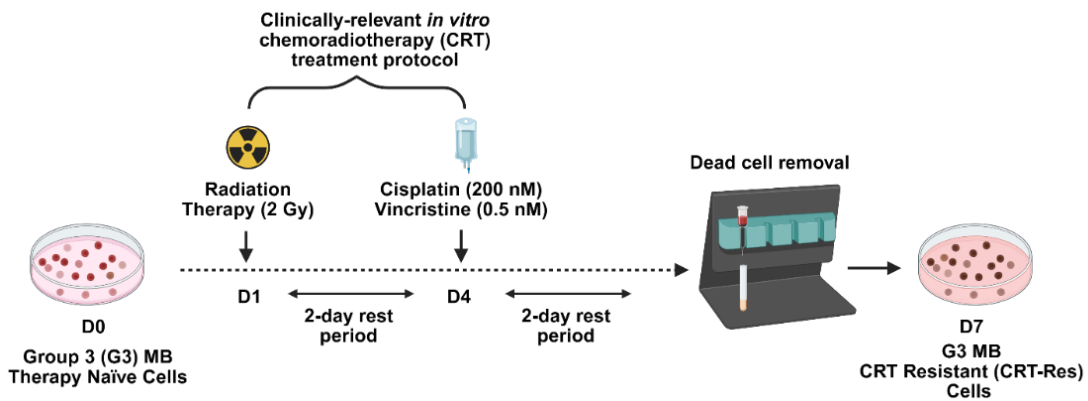 Clinically-relevant in vitro
chemoradiotherapy (CRT)
treatment protocol
Radiation
Therapy (2 Gy)
Cisplatin (200 nM)
Vincristine (0.5 nM)
Dead cell removal
D1
2-day rest
period
D4
2-day rest
period
D0
Group 3 (G3) MB
Therapy Naïve Cells
D7
G3 MB
CRT Resistant (CRT-Res)
Cells